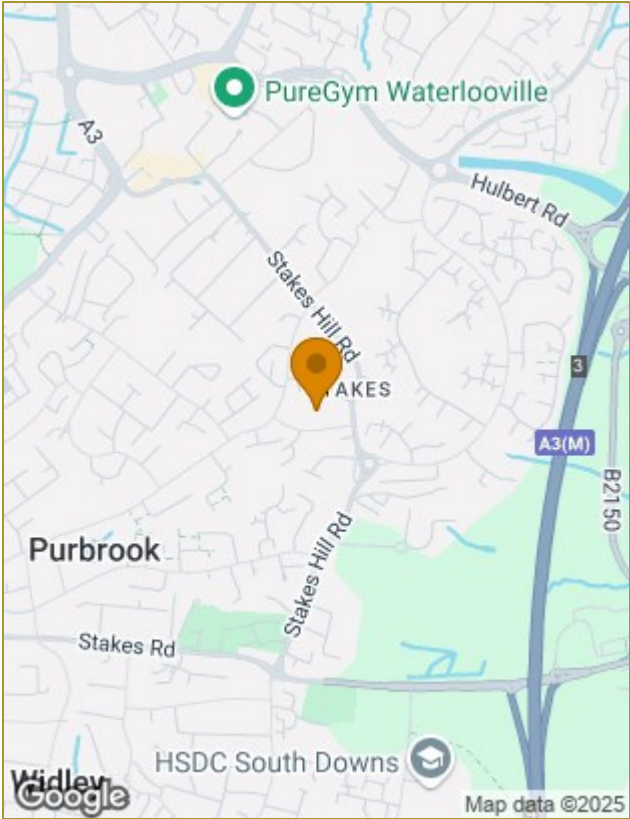 PureGym Waterlooville
A3
Hulbert Rd
Stakes Hill Rd
3
TAKES
A3(M)
B2150
Purbrook
Stakes Hill Rd
Stakes Rd
HSDC South Downs
Widley
Google
Map data ©2025